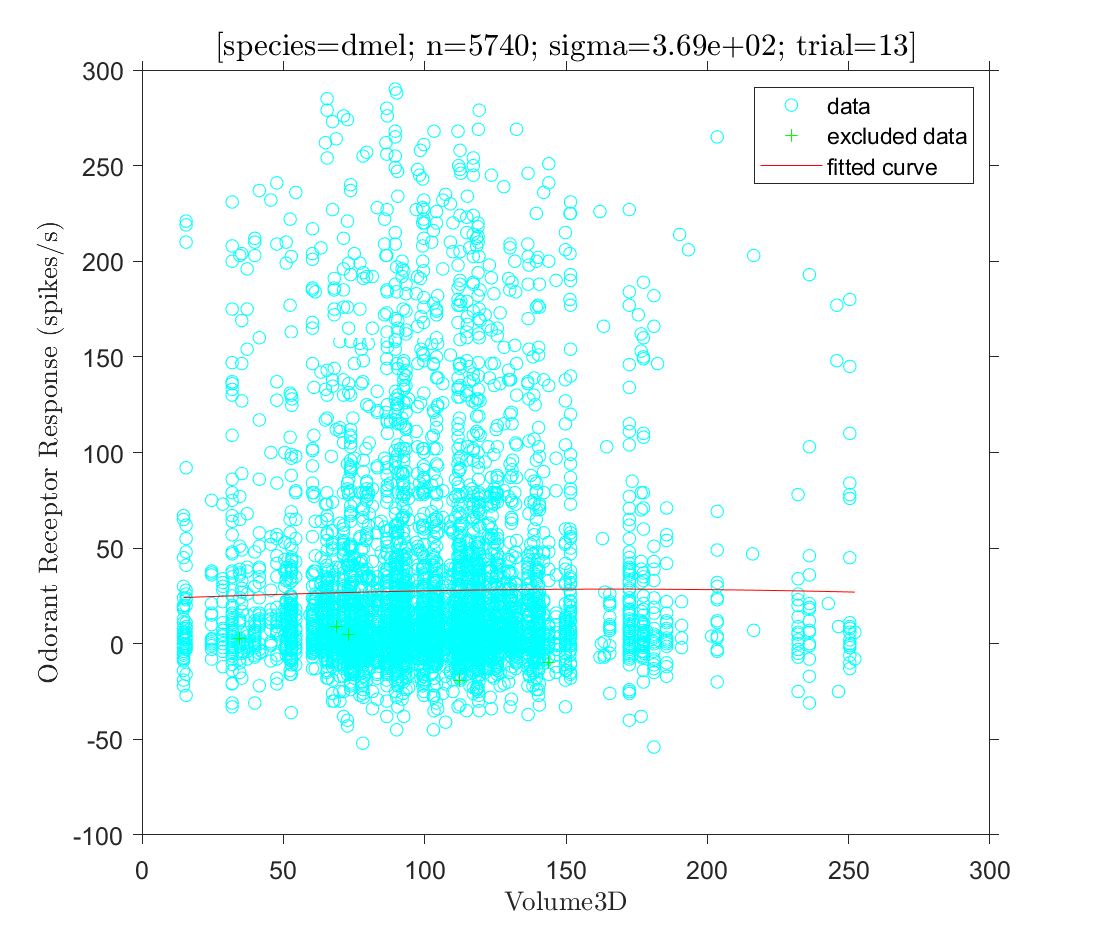 [species=dmel; n=5740; sigma=3.69e+02; trial=13]
300
250
200
150
100
50
0
-50
-100
Odorant Receptor Response (spikes/s)
data
excluded data
fitted curve
0 50 100 150 200 250 300
Volume3D